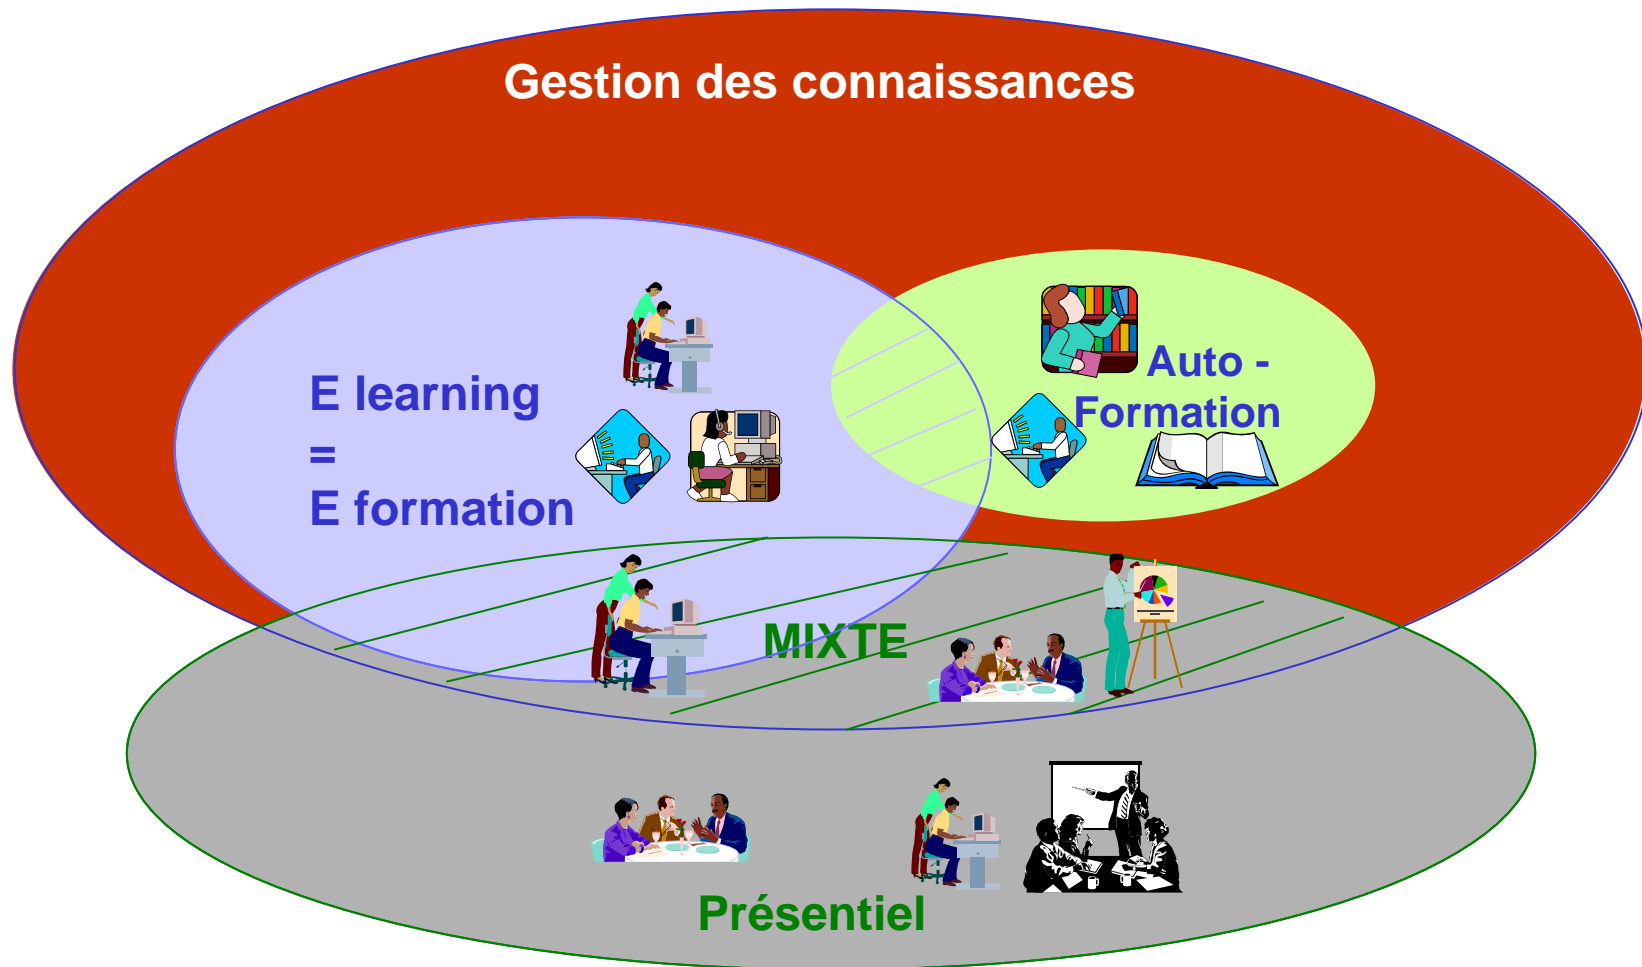 Gestion des connaissances
E learning
=
E formation
Auto -
Formation
MIXTE
Présentiel